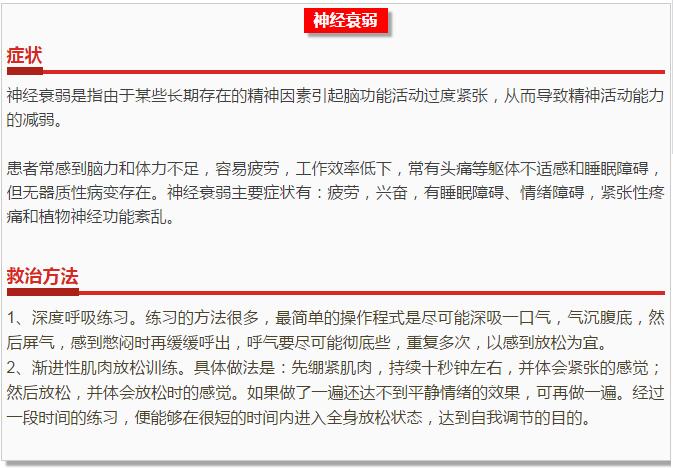 神经衰弱
症状
神经衰弱是指由于某些长期存在的精神因素引起脑功能活动过度紧张，从而导致精神活动能力
的减弱。
患者常感到脑力和体力不足，容易疲劳，工作效率低下，常有头痛等躯体不适感和睡眠障碍，
但无器质性病变存在。神经衰弱主要症状有：疲劳，兴奋，有睡眠障碍、情绪障碍，紧张性疼
痛和植物神经功能紊乱。
救治方法
1、深度呼吸练习。练习的方法很多，最简单的操作程式是尽可能深吸一口气，气沉腹底，然
后屏气，感到憋闷时再缓缓呼出，呼气要尽可能彻底些，重复多次，以感到放松为宜。
2、渐进性肌肉放松训练。具体做法是：先绷紧肌肉，持续十秒钟左右，并体会紧张的感觉；
然后放松，并体会放松时的感觉。如果做了一遍还达不到平静情绪的效果，可再做一遍。经过
一段时间的练习，便能够在很短的时间内进入全身放松状态，达到自我调节的目的。